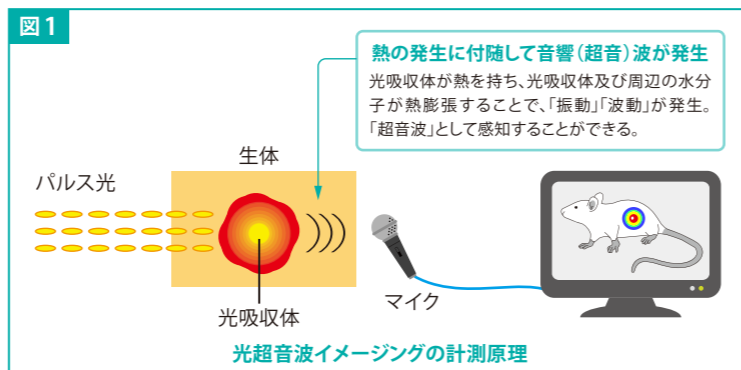 図1
熱の発生に付随して音響(超音)波が発生
光吸収体が熱を持ち、光吸収体及び周辺の水分
子が熱膨張することで、「振動」「波動」が発生。
「超音波」として感知することができる。
生体
パルス光
マイク
光吸収体
光超音波イメージングの計測原理